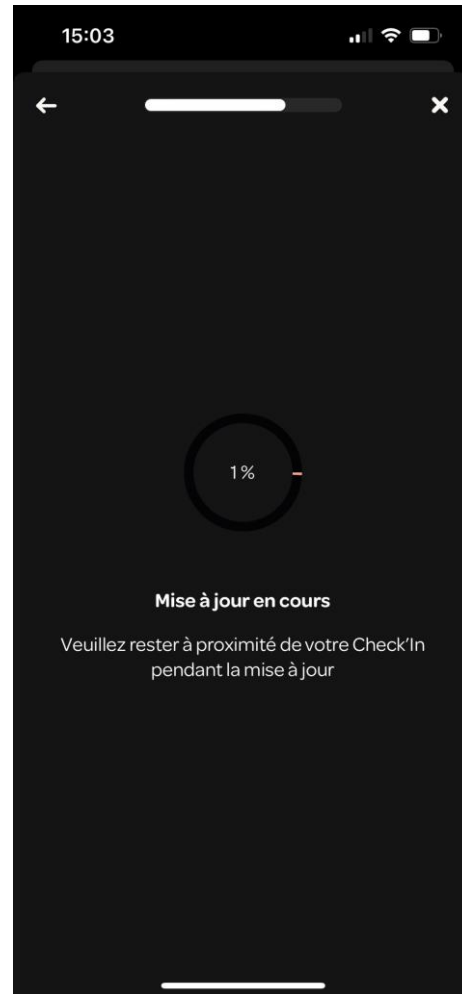 15:03
1%
Mise à jour en cours
Veuillez rester à proximité de votre Check'In
pendant la mise à jour